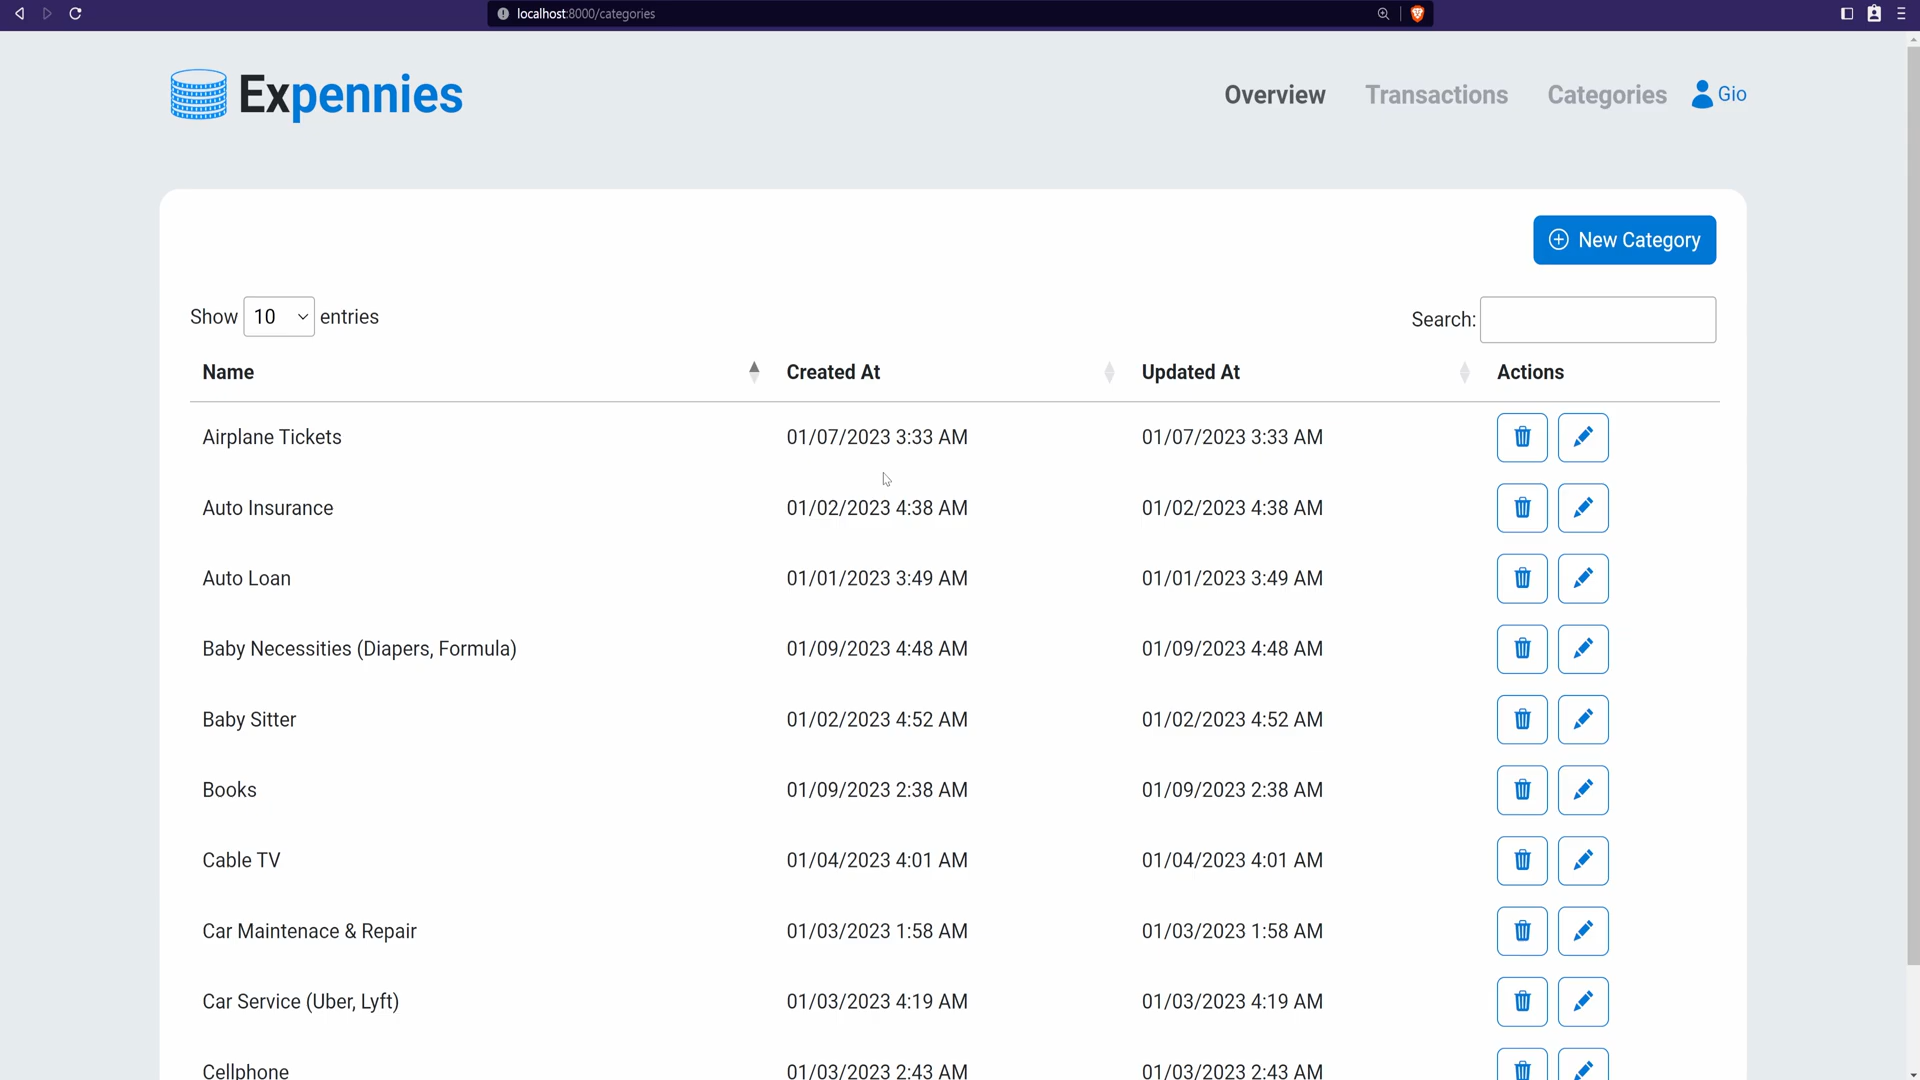 localhost:8000/categories
Expennies Overview Transactions Categories Gio
New Category
Show 10 entries Search:
Name Created At Updated At Actions
Airplane Tickets 01/07/2023 3:33 AM 01/07/2023 3:33 AM
Auto Insurance 01/02/2023 4:38 AM 01/02/2023 4:38 AM
Auto Loan 01/01/2023 3:49 AM 01/01/2023 3:49 AM
Baby Necessities (Diapers, Formula) 01/09/2023 4:48 AM 01/09/2023 4:48 AM
Baby Sitter 01/02/2023 4:52 AM 01/02/2023 4:52 AM
Books 01/09/2023 2:38 AM 01/09/2023 2:38 AM
Cable TV 01/04/2023 4:01 AM 01/04/2023 4:01 AM
Car Maintenace & Repair 01/03/2023 1:58 AM 01/03/2023 1:58 AM
Car Service (Uber, Lyft) 01/03/2023 4:19 AM 01/03/2023 4:19 AM
Cellphone 01/03/2023 2:43 AM 01/03/2023 2:43 AM